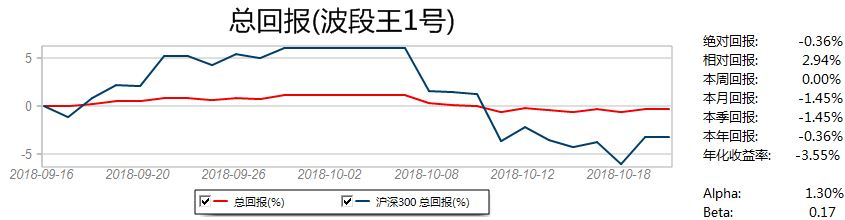 总回报(波段王1号)
5
0
-5
2018-09-16 2018-09-20 2018-09-26 2018-10-02 2018-10-08 2018-10-12 2018-10-18
总回报(%) 沪深300 总回报(%)
绝对回报: -0.36%
相对回报: 2.94%
本周回报: 0.00%
本月回报: -1.45%
本季回报: -1.45%
本年回报: -0.36%
年化收益率: -3.55%
Alpha: 1.30%
Beta: 0.17